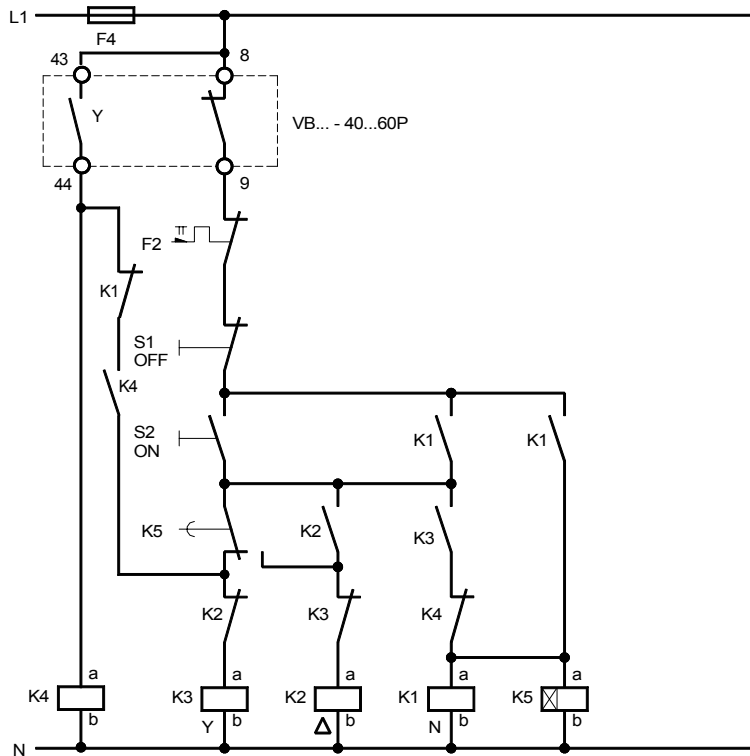 L1
F4
43
8
Y
VB... - 40...60P
44
9
F2
K1
S1
OFF
K4
S2
ON
K1
K1
K5
K2
K3
K2
K3
K4
a
a
a
a
a
K4
K3
K2
K1
K5
b
b
b
b
b
Y
Δ
N
N